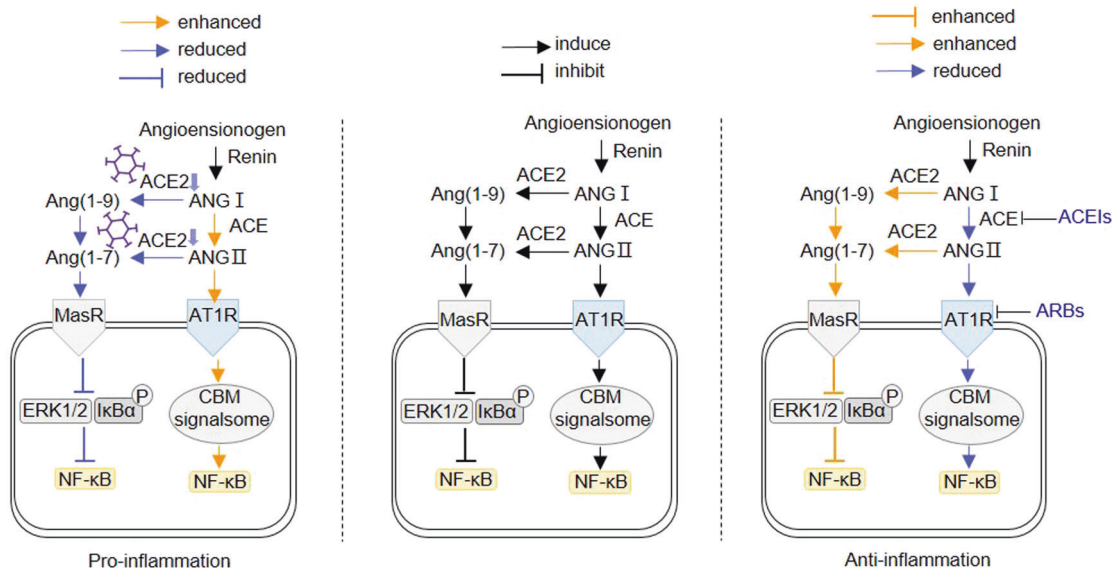 enhanced
reduced
reduced
Angioensionogen
Renin
ACE2
Ang(1-9)
ANG I
ACE
ACE2
Ang(1-7)
ANG II
MasR
AT1R
ERK1/2
IκBα
P
CBM
signalsome
NF-κB
NF-κB
Pro-inflammation
induce
inhibit
Angioensionogen
Renin
ACE2
Ang(1-9)
ANG I
ACE
ACE2
Ang(1-7)
ANG II
MasR
AT1R
ERK1/2
IκBα
P
CBM
signalsome
NF-κB
NF-κB
enhanced
enhanced
reduced
Angioensionogen
Renin
ACE2
Ang(1-9)
ANG I
ACE
ACEIs
ACE2
Ang(1-7)
ANG II
MasR
AT1R
ARBs
ERK1/2
IκBα
P
CBM
signalsome
NF-κB
NF-κB
Anti-inflammation